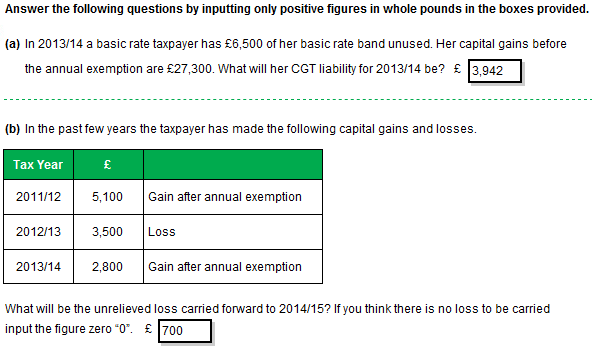 Answer the following questions by inputting only positive figures in whole pounds in the boxes provided.
(a) In 2013/14 a basic rate taxpayer has £6,500 of her basic rate band unused. Her capital gains before
the annual exemption are £27,300. What will her CGT liability for 2013/14 be? £ 3,942
(b) In the past few years the taxpayer has made the following capital gains and losses.
Tax Year £
2011/12 5,100 Gain after annual exemption
2012/13 3,500 Loss
2013/14 2,800 Gain after annual exemption
What will be the unrelieved loss carried forward to 2014/15? If you think there is no loss to be carried
input the figure zero "0". £ 700